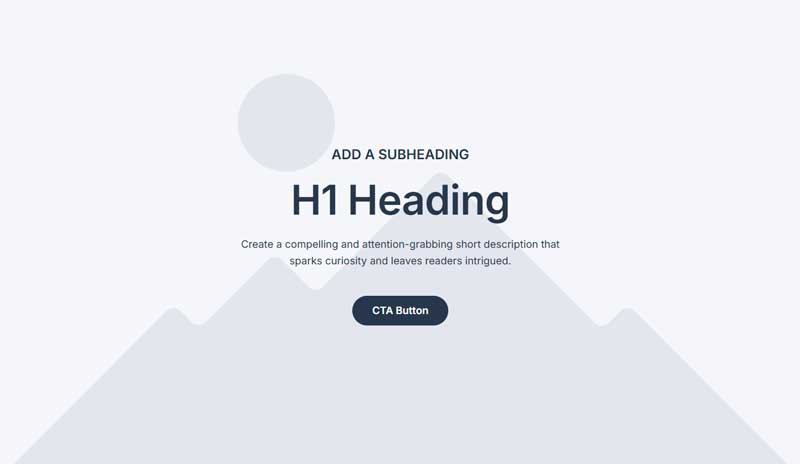 ADD A SUBHEADING
H1 Heading
Create a compelling and attention-grabbing short description that
sparks curiosity and leaves readers intrigued.
CTA Button